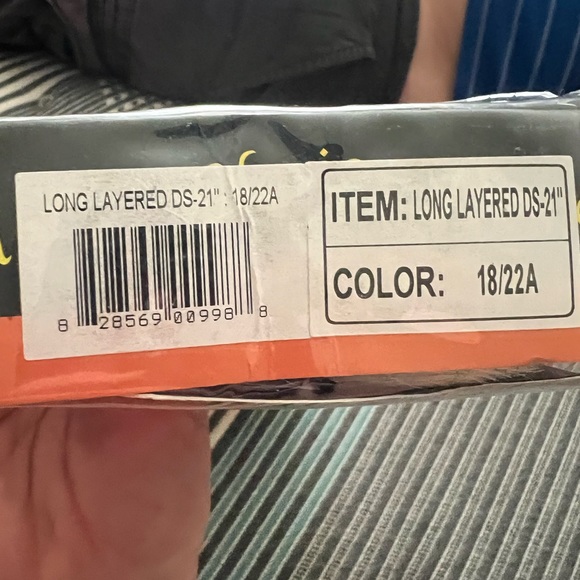 LONG LAYERED DS-21" : 18/22A
8 28569 00998 8
ITEM: LONG LAYERED DS-21"
COLOR: 18/22A